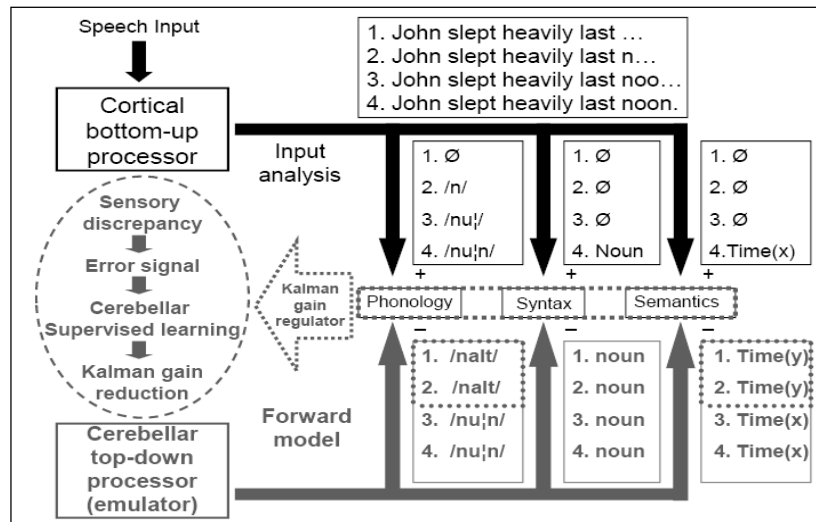 Speech Input
Cortical
bottom-up
processor
1. John slept heavily last …
2. John slept heavily last n…
3. John slept heavily last noo…
4. John slept heavily last noon.
Input
analysis
1. Ø
2. /n/
3. /nu¦/
4. /nu¦n/
1. Ø
2. Ø
3. Ø
4. Noun
1. Ø
2. Ø
3. Ø
4.Time(x)
+
+
+
Sensory
discrepancy
Error signal
Cerebellar
Supervised learning
Kalman gain
reduction
Kalman
gain
regulator
Phonology
Syntax
Semantics
−
−
−
1. /naIt/
2. /naIt/
3. /nu¦n/
4. /nu¦n/
1. noun
2. noun
3. noun
4. noun
1. Time(y)
2. Time(y)
3. Time(x)
4. Time(x)
Forward
model
Cerebellar
top-down
processor
(emulator)